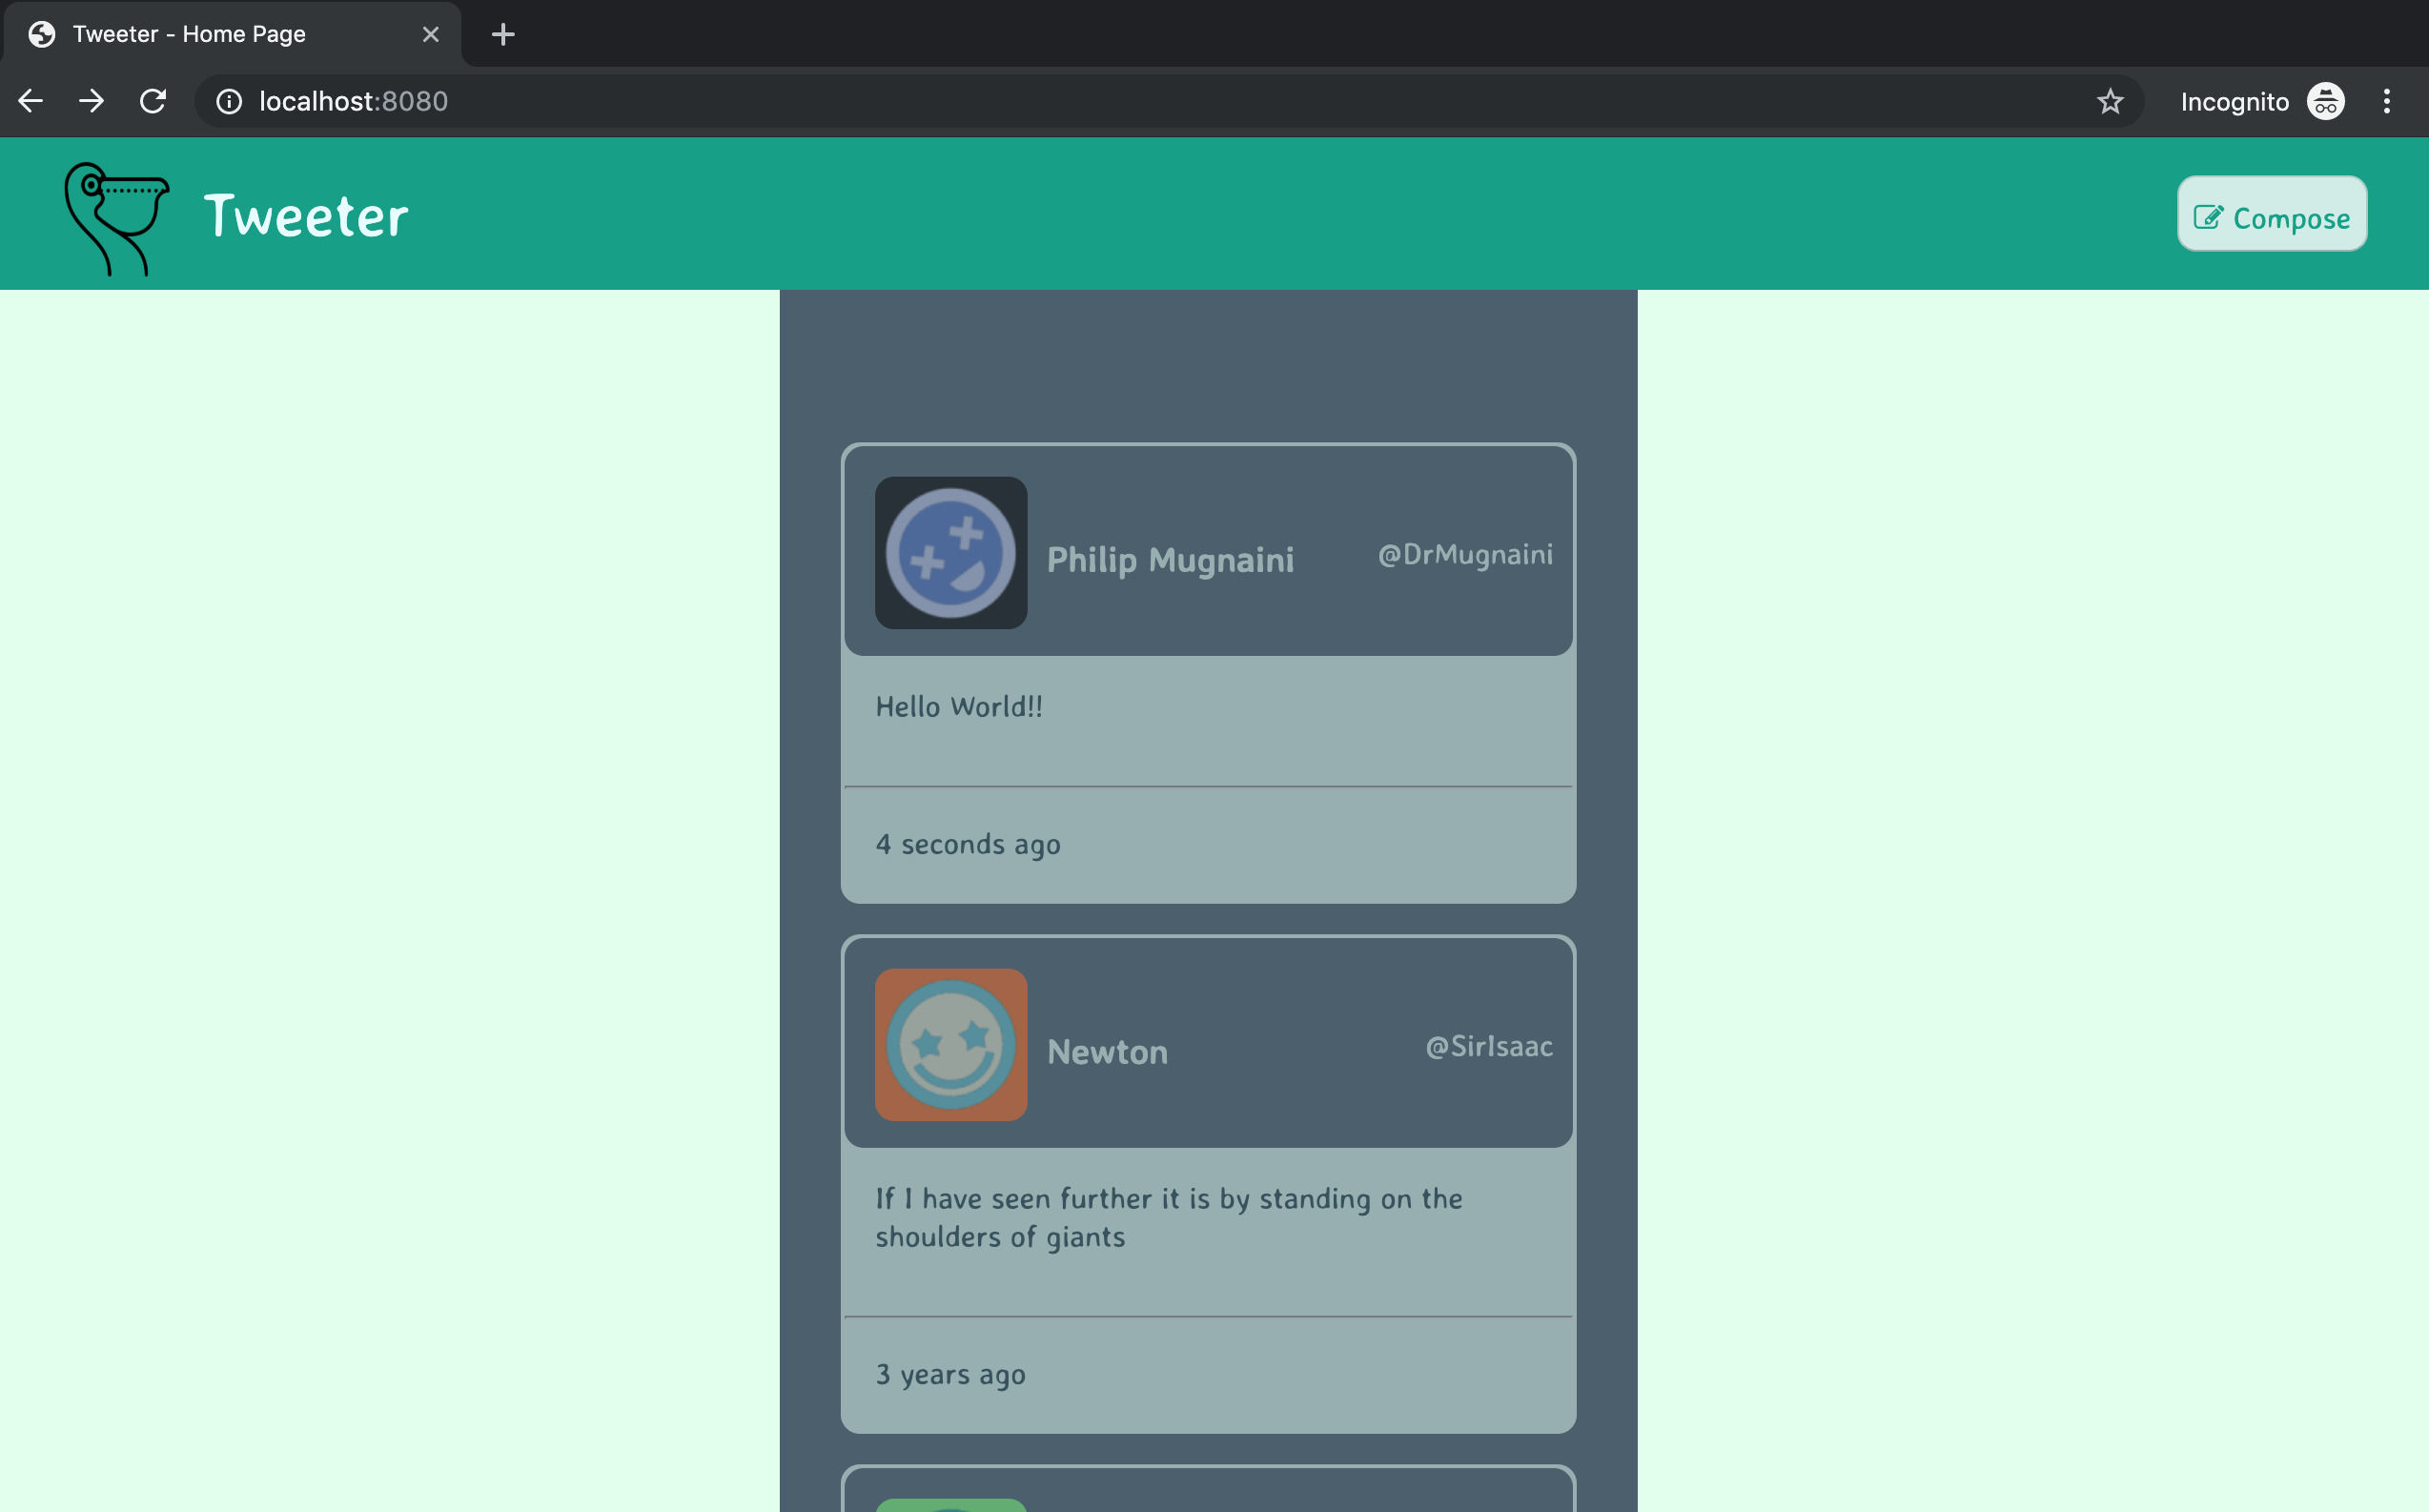 Tweeter - Home Page
localhost:8080
Incognito
Tweeter
Compose
Philip Mugnaini @DrMugnaini
Hello World!!
4 seconds ago
Newton @SirIsaac
If I have seen further it is by standing on the
shoulders of giants
3 years ago